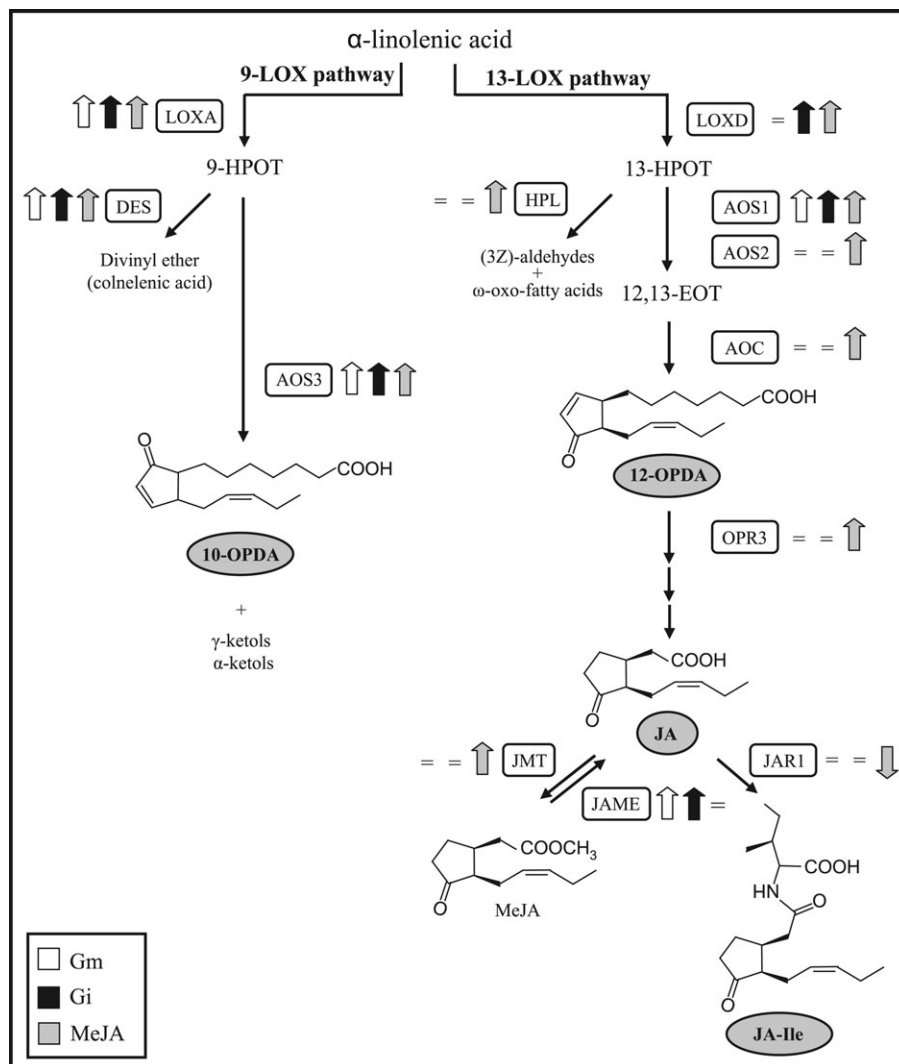 α-linolenic acid
9-LOX pathway
13-LOX pathway
LOXA
LOXD =
9-HPOT
13-HPOT
DES
= = HPL
AOS1
AOS2 = =
Divinyl ether
(colnelenic acid)
(3Z)-aldehydes
+
ω-oxo-fatty acids
12,13-EOT
AOC = =
AOS3
COOH
O
12-OPDA
O
COOH
10-OPDA
OPR3 = =
+
γ-ketols
α-ketols
COOH
O
JA
= = JMT
JAR1 = =
JAME =
COOCH3
O
MeJA
COOH
N
H
O
O
JA-Ile
Gm
Gi
MeJA